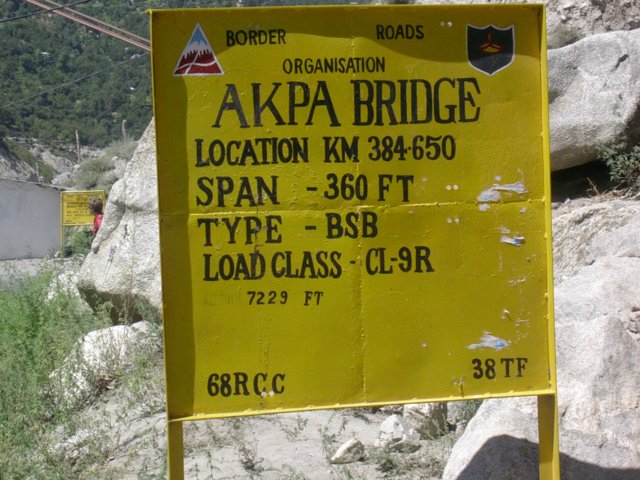 BORDER ROADS
ORGANISATION
AKPA BRIDGE
LOCATION KM 384·650
SPAN - 360 FT
TYPE - BSB
LOAD CLASS - CL-9R
7229 FT
68 R C C 38 TF